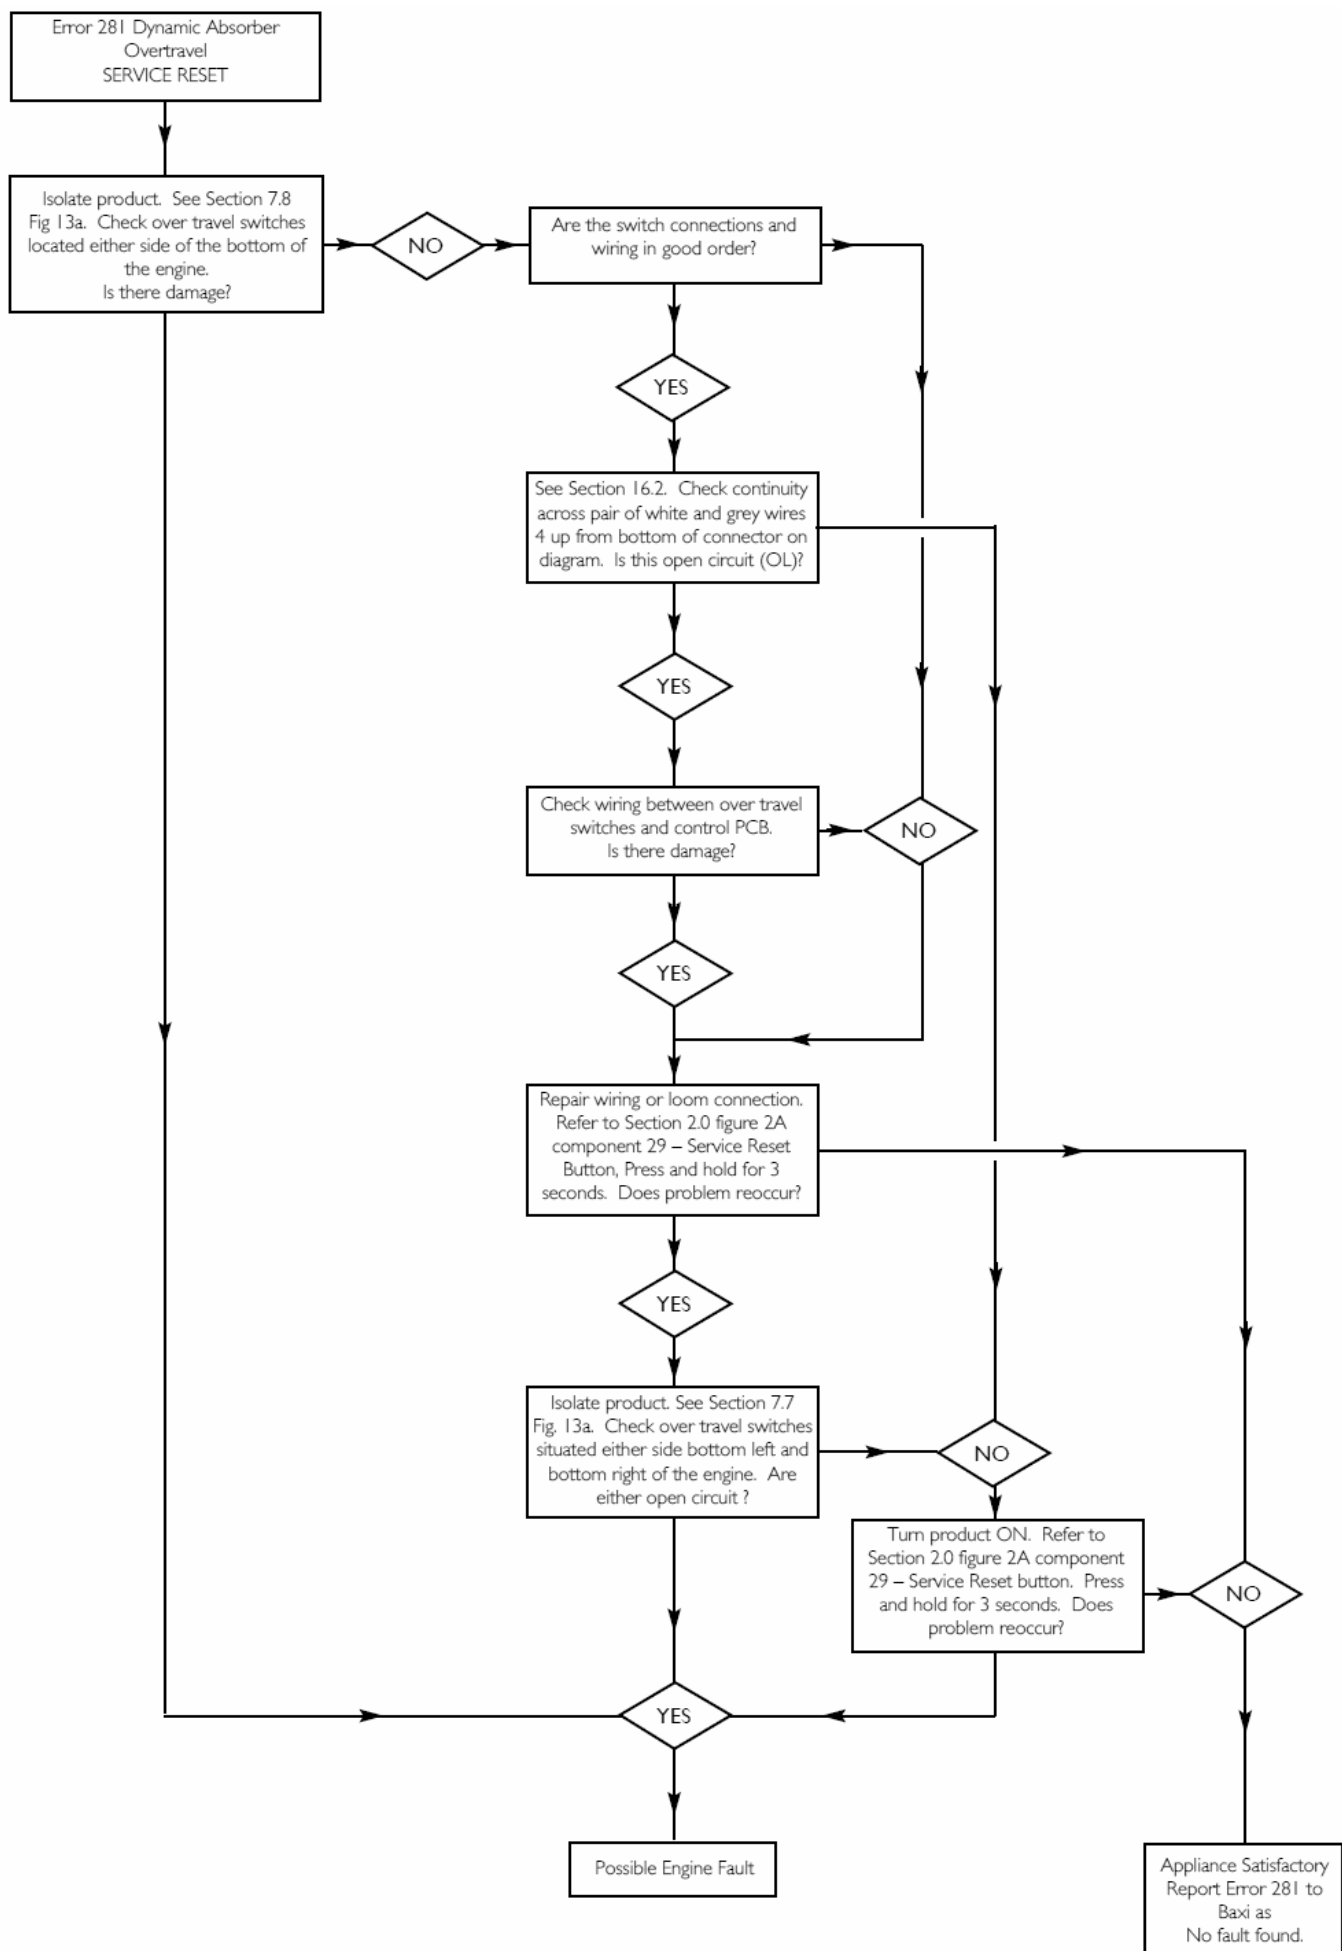 Error 281 Dynamic Absorber
Overtravel
SERVICE RESET
Isolate product. See Section 7.8
Fig 13a. Check over travel switches
located either side of the bottom of
the engine.
Is there damage?
NO
Are the switch connections and
wiring in good order?
YES
See Section 16.2. Check continuity
across pair of white and grey wires
4 up from bottom of connector on
diagram. Is this open circuit (OL)?
YES
Check wiring between over travel
switches and control PCB.
Is there damage?
NO
YES
Repair wiring or loom connection.
Refer to Section 2.0 figure 2A
component 29 – Service Reset
Button, Press and hold for 3
seconds. Does problem reoccur?
YES
Isolate product. See Section 7.7
Fig. 13a. Check over travel switches
situated either side bottom left and
bottom right of the engine. Are
either open circuit ?
NO
Turn product ON. Refer to
Section 2.0 figure 2A component
29 – Service Reset button. Press
and hold for 3 seconds. Does
problem reoccur?
NO
YES
Possible Engine Fault
Appliance Satisfactory
Report Error 281 to
Baxi as
No fault found.